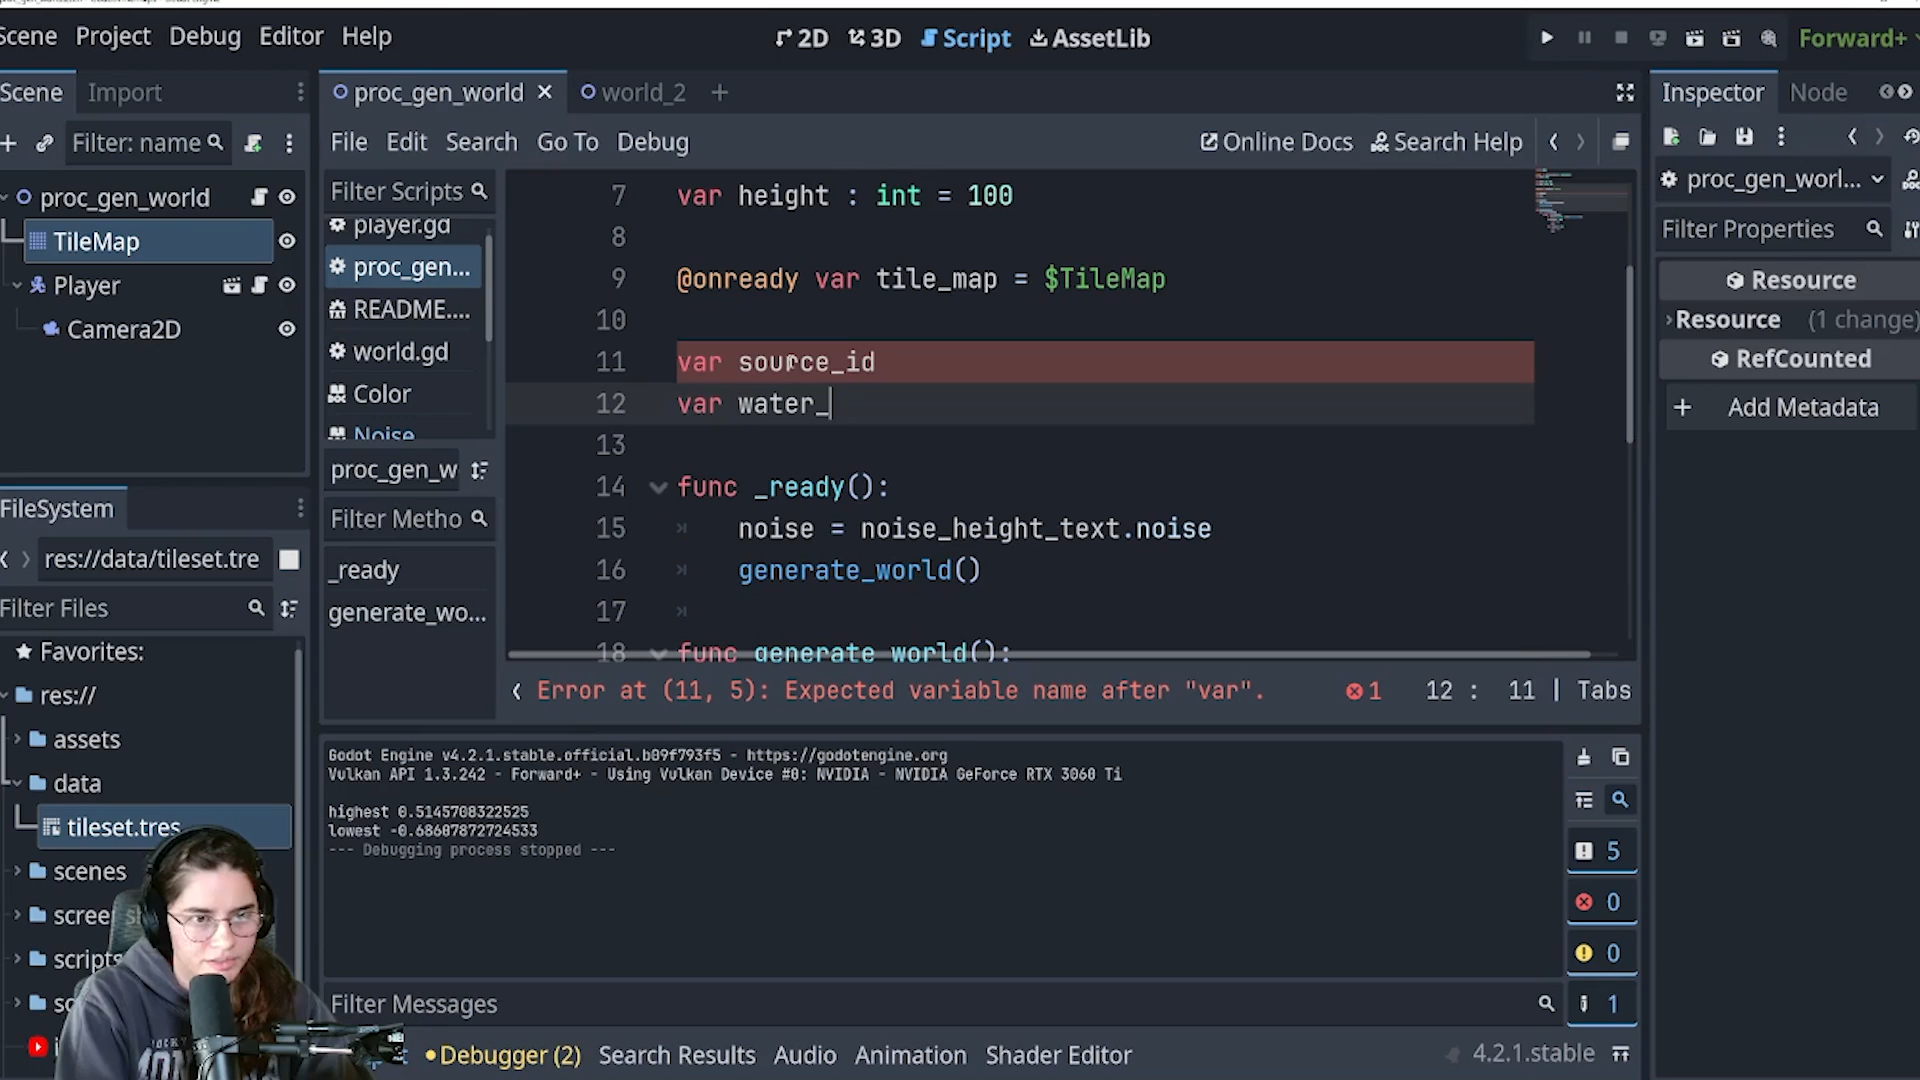 Scene Project Debug Editor Help
2D 3D Script AssetLib
Forward+
Scene Import
Filter: name
proc_gen_world
TileMap
Player
Camera2D
FileSystem
res://data/tileset.tre
Filter Files
Favorites:
res://
assets
data
tileset.tres
scenes
scree
scripts
proc_gen_world world_2
File Edit Search Go To Debug
Online Docs Search Help
Filter Scripts
player.gd
proc_gen...
README....
world.gd
Color
Noise
proc_gen_w
Filter Metho
_ready
generate_wo...
7 var height : int = 100
8
9 @onready var tile_map = $TileMap
10
11 var source_id
12 var water_
13
14 func _ready():
15 noise = noise_height_text.noise
16 generate_world()
17
18 func generate_world():
Error at (11, 5): Expected variable name after "var".
1 12 : 11 | Tabs
Godot Engine v4.2.1.stable.official.b09f793f5 - https://godotengine.org
Vulkan API 1.3.242 - Forward+ - Using Vulkan Device #0: NVIDIA - NVIDIA GeForce RTX 3060 Ti
highest 0.5145708322525
lowest -0.68607872724533
--- Debugging process stopped ---
5
0
0
1
Filter Messages
Debugger (2) Search Results Audio Animation Shader Editor
4.2.1.stable
Inspector Node
proc_gen_worl...
Filter Properties
Resource
Resource (1 change)
RefCounted
+ Add Metadata